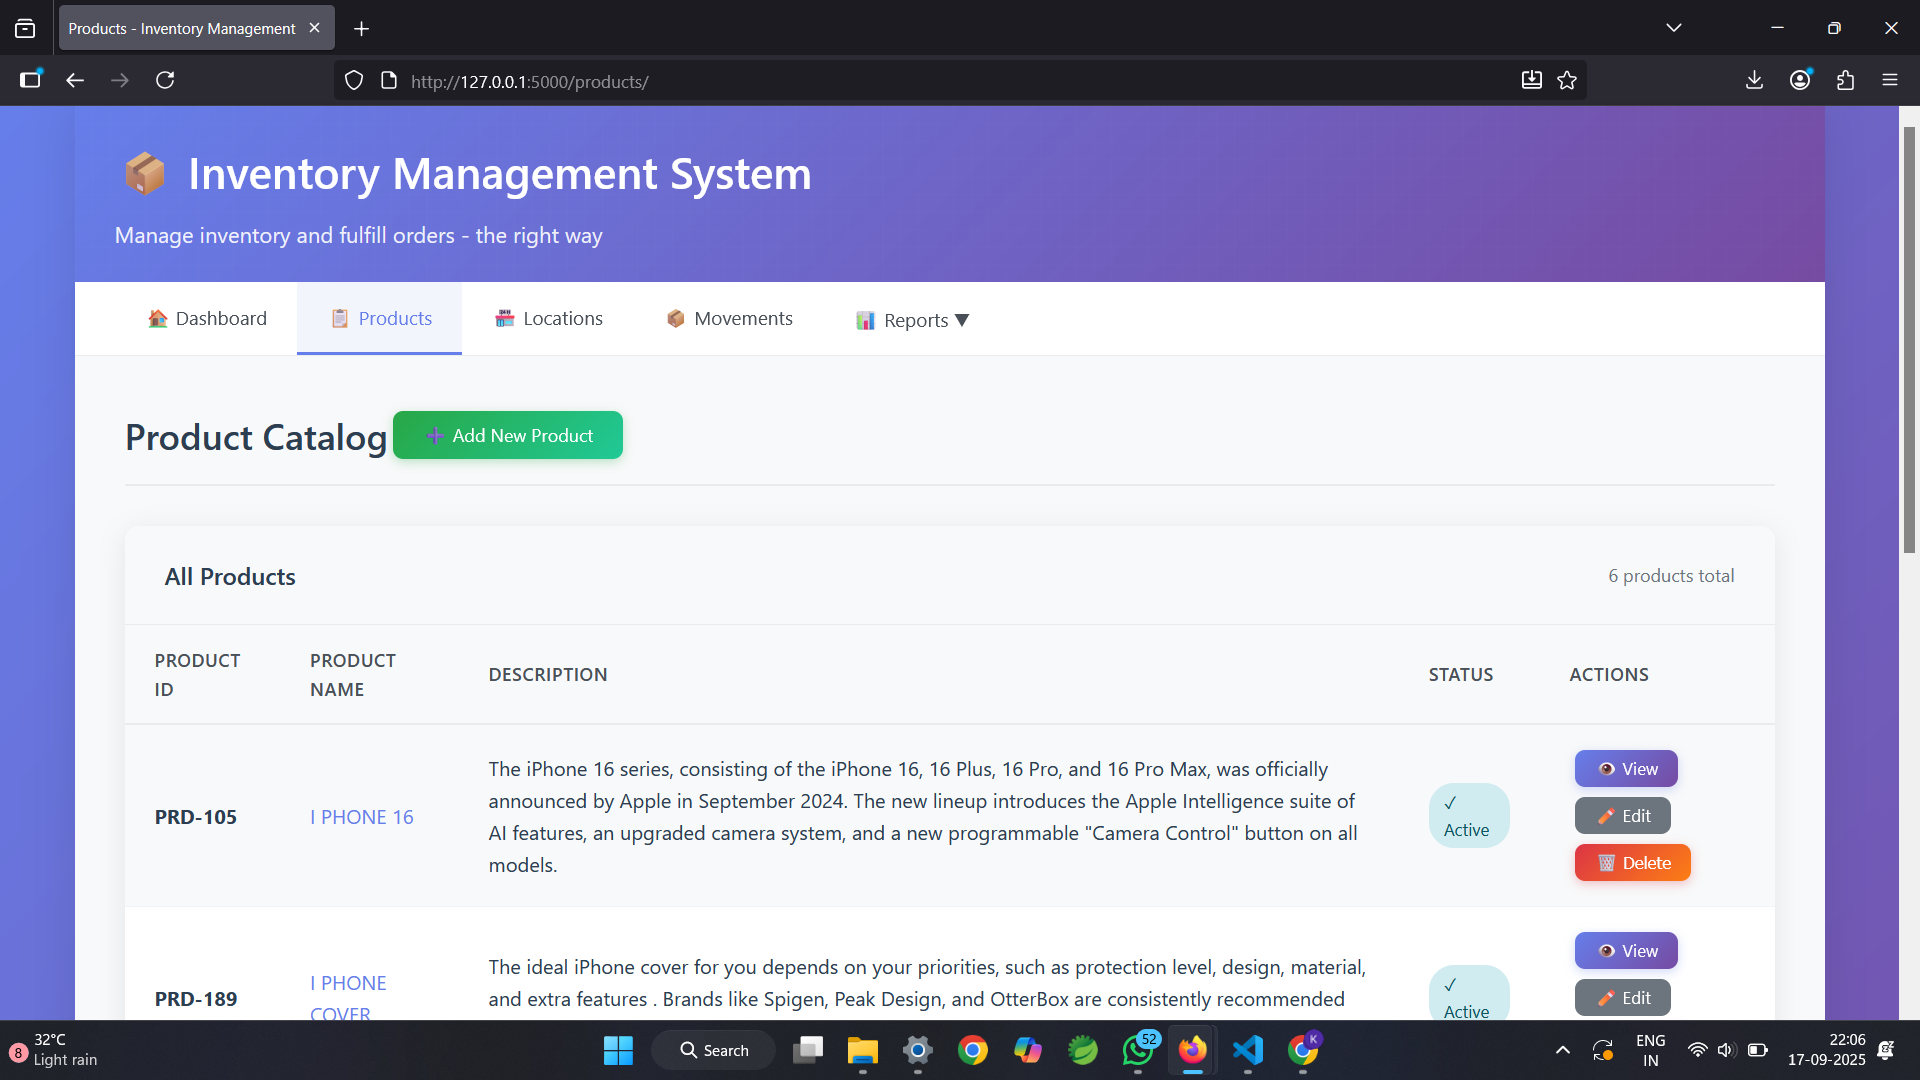 Products - Inventory Management
http://127.0.0.1:5000/products/
Inventory Management System
Manage inventory and fulfill orders - the right way
Dashboard
Products
Locations
Movements
Reports ▼
Product Catalog
Add New Product
All Products
6 products total
PRODUCT
ID
PRODUCT
NAME
DESCRIPTION
STATUS
ACTIONS
PRD-105
I PHONE 16
The iPhone 16 series, consisting of the iPhone 16, 16 Plus, 16 Pro, and 16 Pro Max, was officially
announced by Apple in September 2024. The new lineup introduces the Apple Intelligence suite of
AI features, an upgraded camera system, and a new programmable "Camera Control" button on all
models.
✓
Active
View
Edit
Delete
PRD-189
I PHONE
COVER
The ideal iPhone cover for you depends on your priorities, such as protection level, design, material,
and extra features . Brands like Spigen, Peak Design, and OtterBox are consistently recommended
✓
Active
View
Edit
8
32°C
Light rain
Search
52
K
ENG
IN
22:06
17-09-2025